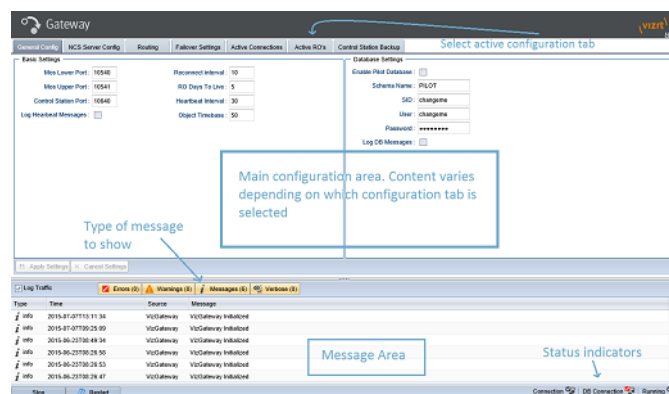 Gateway
vizrt
General Config NCS Server Config Routing Failover Settings Active Connections Active RO's Control Station Backup
Select active configuration tab
Basic Settings
Database Settings
Mos Lower Port: 10540 Reconnect Interval: 10 Enable Pilot Database:
Mos Upper Port: 10541 RO Days To Live: 5 Schema Name: PILOT
Control Station Port: 10640 Heartbeat Interval: 30 SID: changeme
Log Hearbeat Messages: Object Timebase: 50 User: changeme
Password: ********
Log DB Messages:
Main configuration area. Content varies
depending on which configuration tab is
selected
Type of message
to show
Apply Settings Cancel Settings
Log Traffic Errors (0) Warnings (0) Messages (6) Verbose (0)
Type Time Source Message
info 2015-07-07T13:11:34 VizGateway VizGateway Initialized
info 2015-07-07T09:25:09 VizGateway VizGateway Initialized
info 2015-06-23T08:49:34 VizGateway VizGateway Initialized
info 2015-06-23T08:26:58 VizGateway VizGateway Initialized
info 2015-06-23T08:26:53 VizGateway VizGateway Initialized
info 2015-06-23T08:26:47 VizGateway VizGateway Initialized
Message Area
Status indicators
Stop Restart Connection DB Connection Running